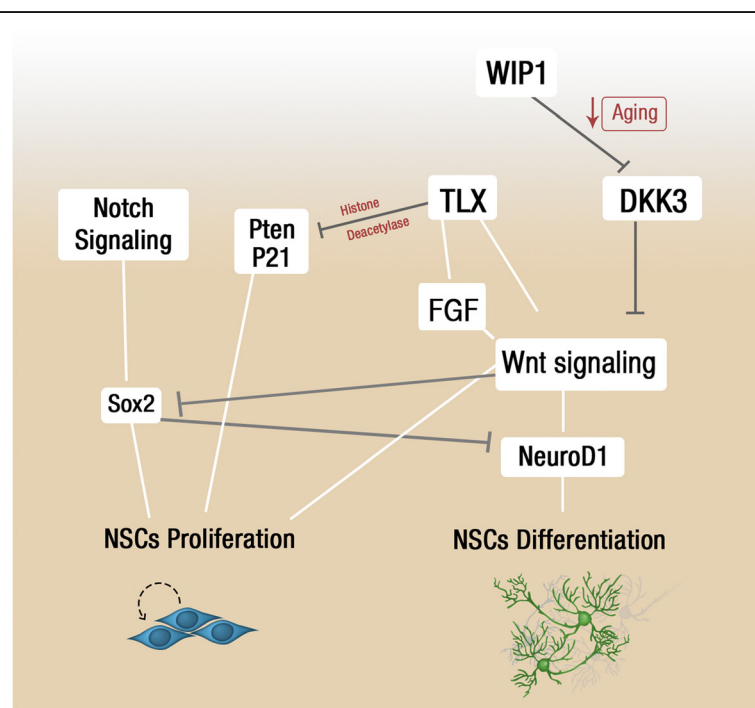 WIP1
Aging
Notch
Signaling
Pten
P21
Histone
Deacetylase
TLX
DKK3
FGF
Wnt signaling
Sox2
NeuroD1
NSCs Proliferation
NSCs Differentiation